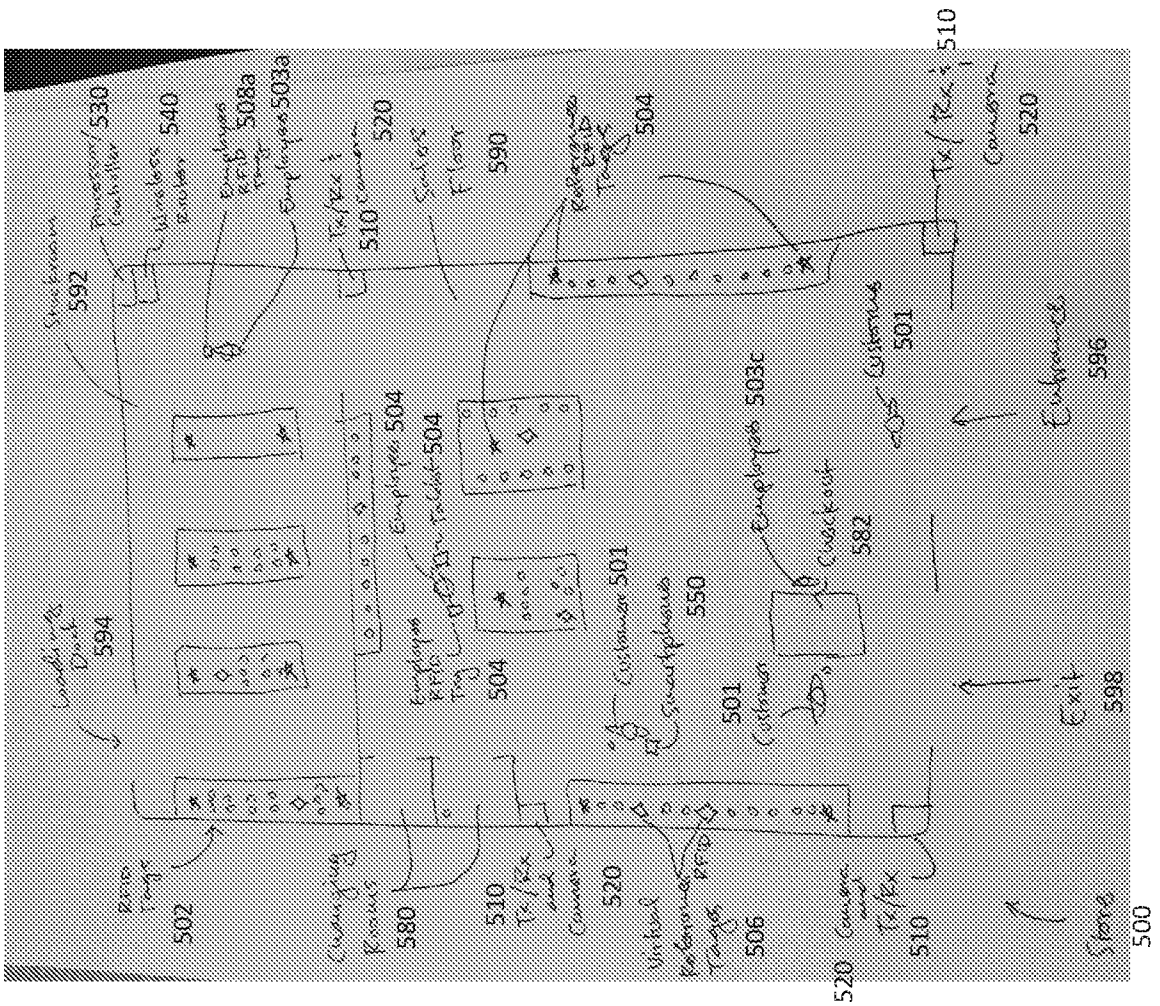 Storeroom
592
Processor/
Controller
530
Wireless
Router
540
Employee
RFID
Tag
508a
Employee 503a
Tx/Rx &
Camera
510
520
Sales
Floor
590
Reference
RFID
Tags
504
Tx/Rx &
Camera
510
520
Loading
Dock
594
RFID
Tags
502
Changing
Rooms
580
510
Tx/Rx
and
Camera
520
Virtual
Reference
RFID
Tags
506
Camera
and
Tx/Rx
520
510
Employee 504
Tablet 504
Employee
RFID
Tag
504
Customer 501
Smartphone
550
Customer
501
Employee 503c
Checkout
582
Customer
501
Entrance
596
Exit
598
Store
500